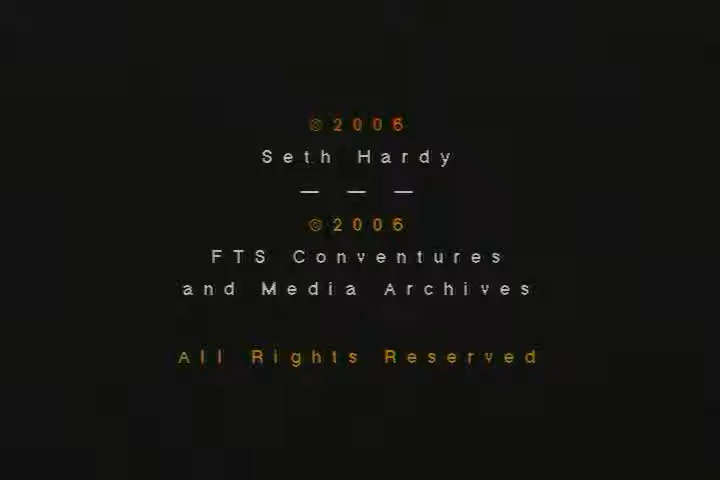 ©2006
Seth Hardy
— — —
©2006
FTS Conventures
and Media Archives
All Rights Reserved